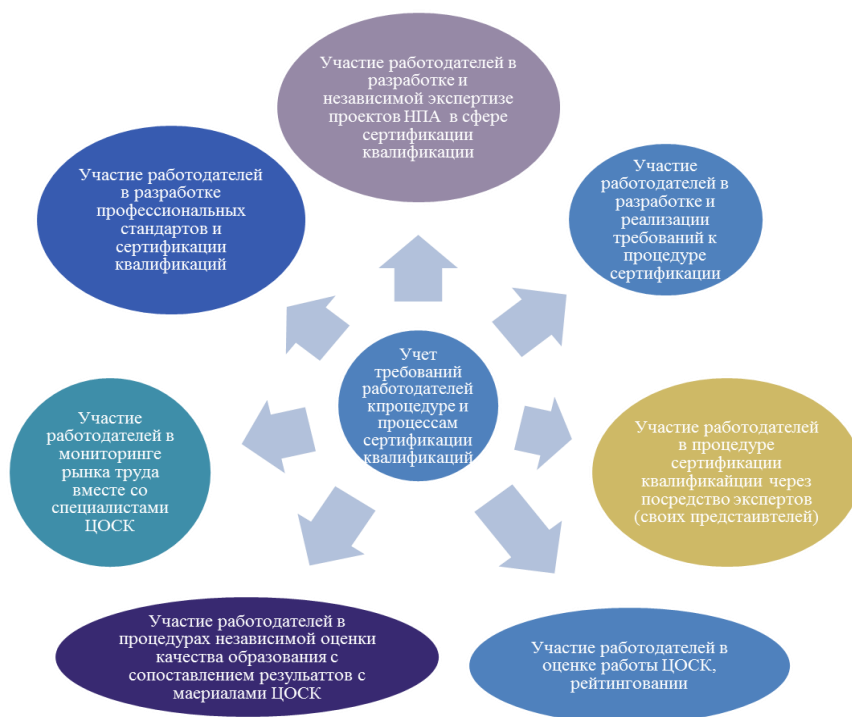 Участие работодателей в
разработке и
независимой экспертизе
проектов НПА в сфере
сертификации
квалификации
Участие работодателей
в разработке
профессиональных
стандартов и
сертификации
квалификаций
Участие
работодателей в
разработке и
реализации
требований к
процедуре
сертификации
Учет
требований
работодателей
кпроцедуре и
процессам
сертификации
квалификаций
Участие
работодателей в
мониторинге
рынка труда
вместе со
специалистами
ЦОСК
Участие работодателей
в процедуре
сертификации
квалификайции через
посредство экспертов
(своих предстаивтелей)
Участие работодателей в
процедурах независимой оценки
качества образования с
сопоставлением резульаттов с
маериалами ЦОСК
Участие работодателей в
оценке работы ЦОСК,
рейтинговании